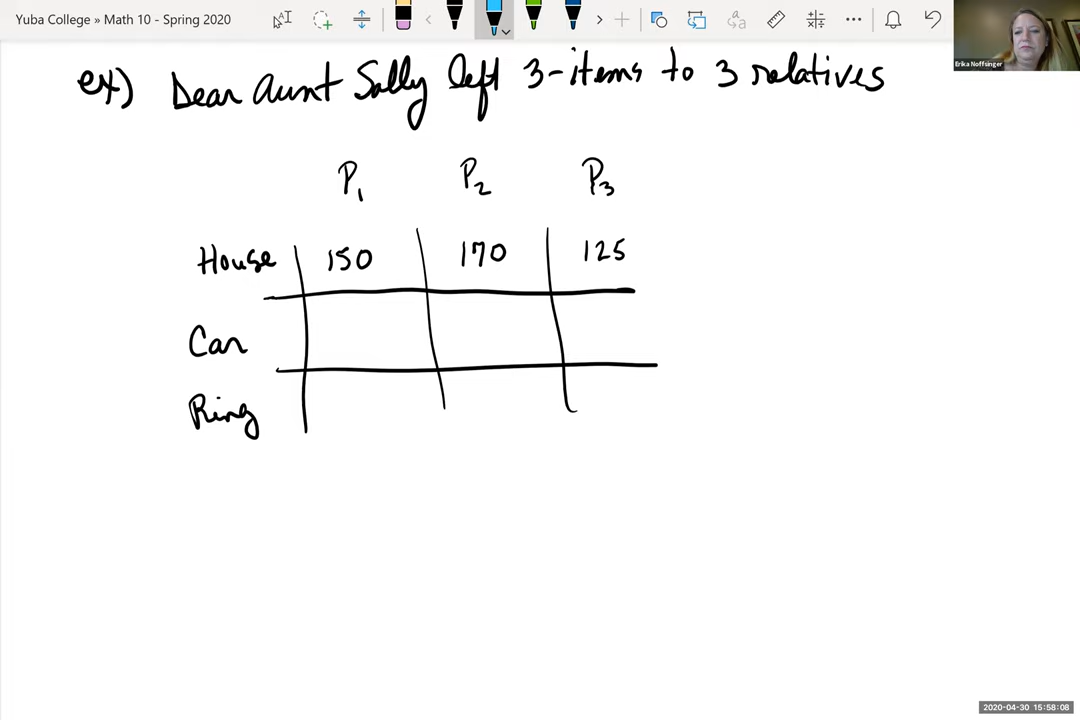 Yuba College » Math 10 - Spring 2020
Erika Noffsinger
ex) Dear Aunt Sally left 3-items to 3 relatives
P₁ P₂ P₃
House 150 170 125
Car
Ring
2020-04-30 15:58:08